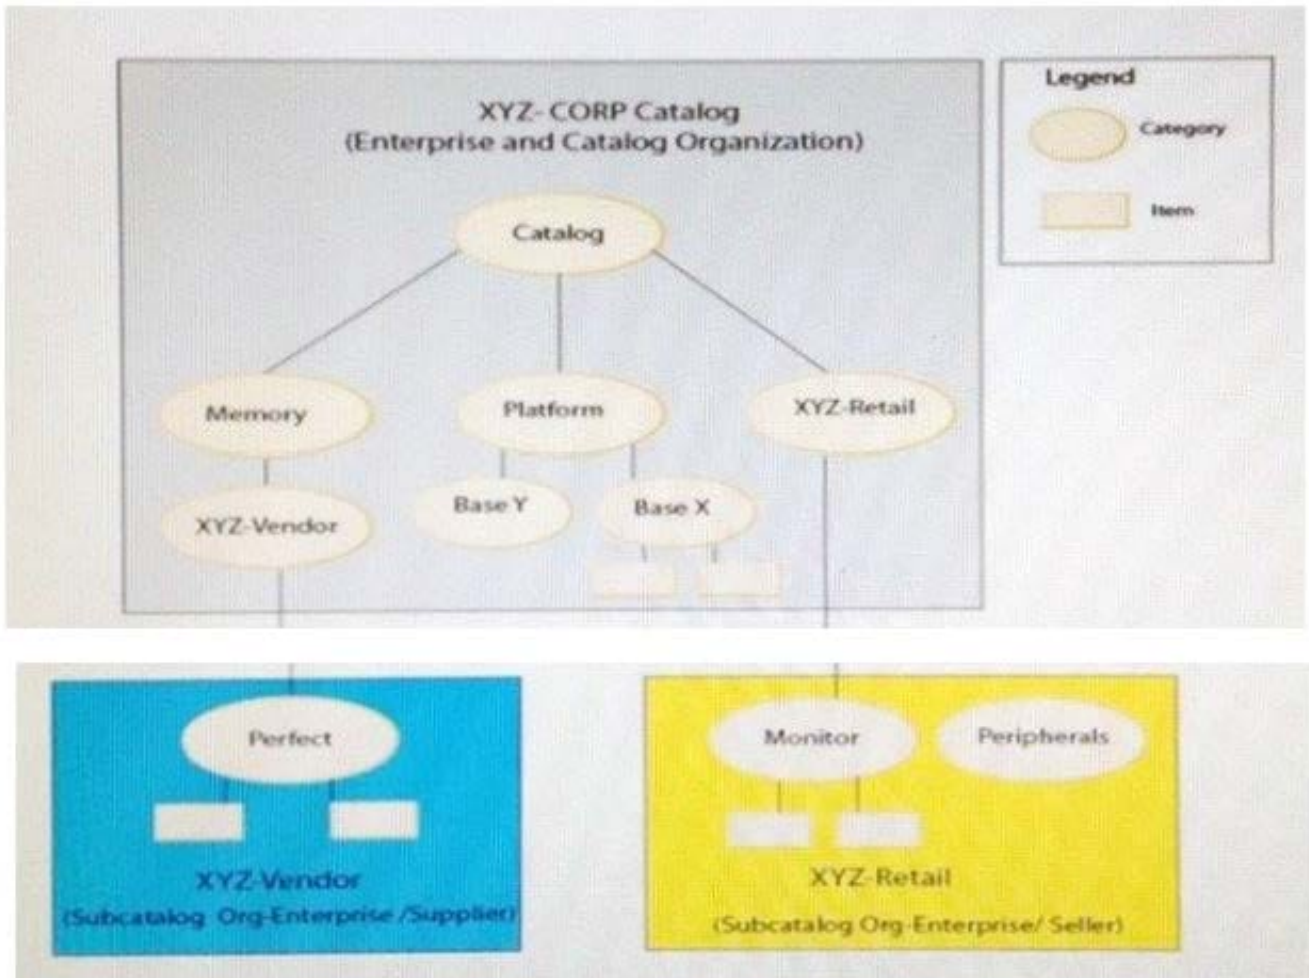 XYZ- CORP Catalog
(Enterprise and Catalog Organization)
Legend
Category
Item
Catalog
Memory
Platform
XYZ-Retail
XYZ-Vendor
Base Y
Base X
Perfect
Monitor
Peripherals
XYZ-Vendor
(Subcatalog Org-Enterprise /Supplier)
XYZ-Retail
(Subcatalog Org-Enterprise/ Seller)